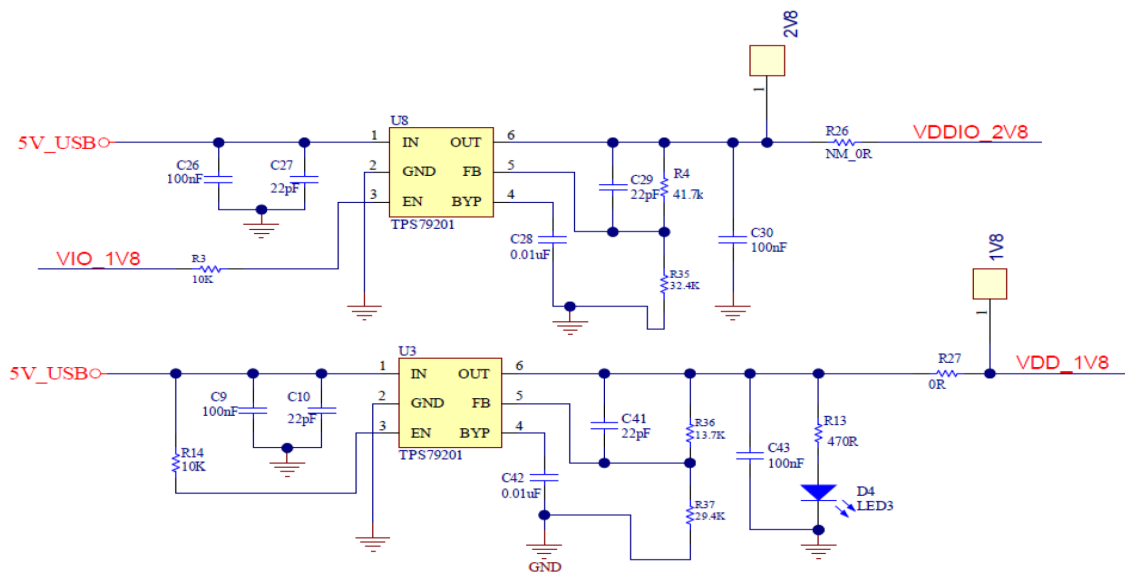 2V8
1
5V_USB
C26
100nF
C27
22pF
U8
1
IN
OUT
6
2
GND
FB
5
3
EN
BYP
4
TPS79201
C28
0.01uF
C29
22pF
R4
41.7k
R35
32.4K
C30
100nF
R26
NM_0R
VDDIO_2V8
VIO_1V8
R3
10K
1V8
1
5V_USB
R14
10K
C9
100nF
C10
22pF
U3
1
IN
OUT
6
2
GND
FB
5
3
EN
BYP
4
TPS79201
C42
0.01uF
GND
C41
22pF
R36
13.7K
R37
29.4K
C43
100nF
R13
470R
D4
LED3
R27
0R
VDD_1V8